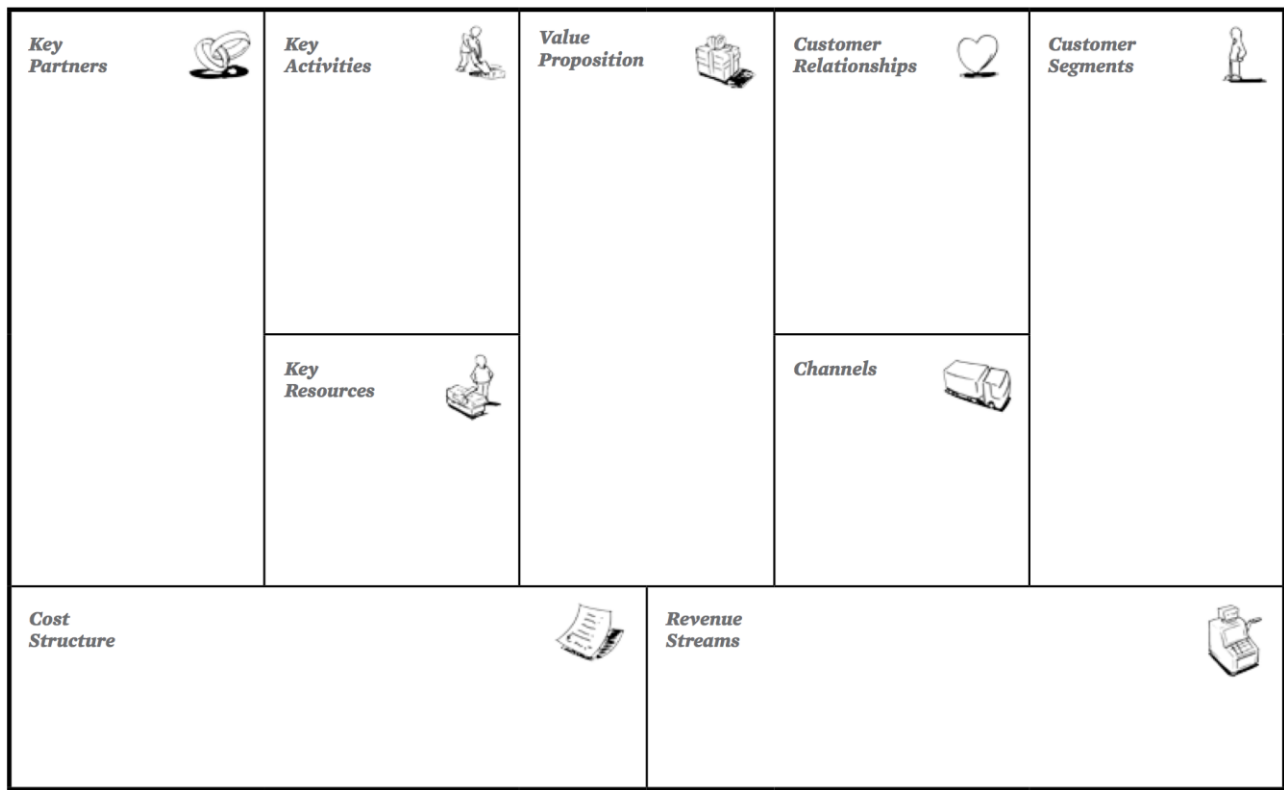 Key
Partners
Key
Activities
Value
Proposition
Customer
Relationships
Customer
Segments
Key
Resources
Channels
Cost
Structure
Revenue
Streams